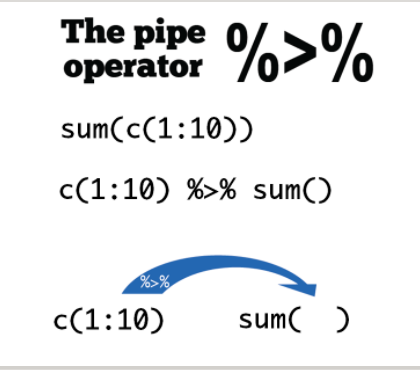 The pipe
operator %>%
sum(c(1:10))
c(1:10) %>% sum()
%>%
c(1:10) sum( )